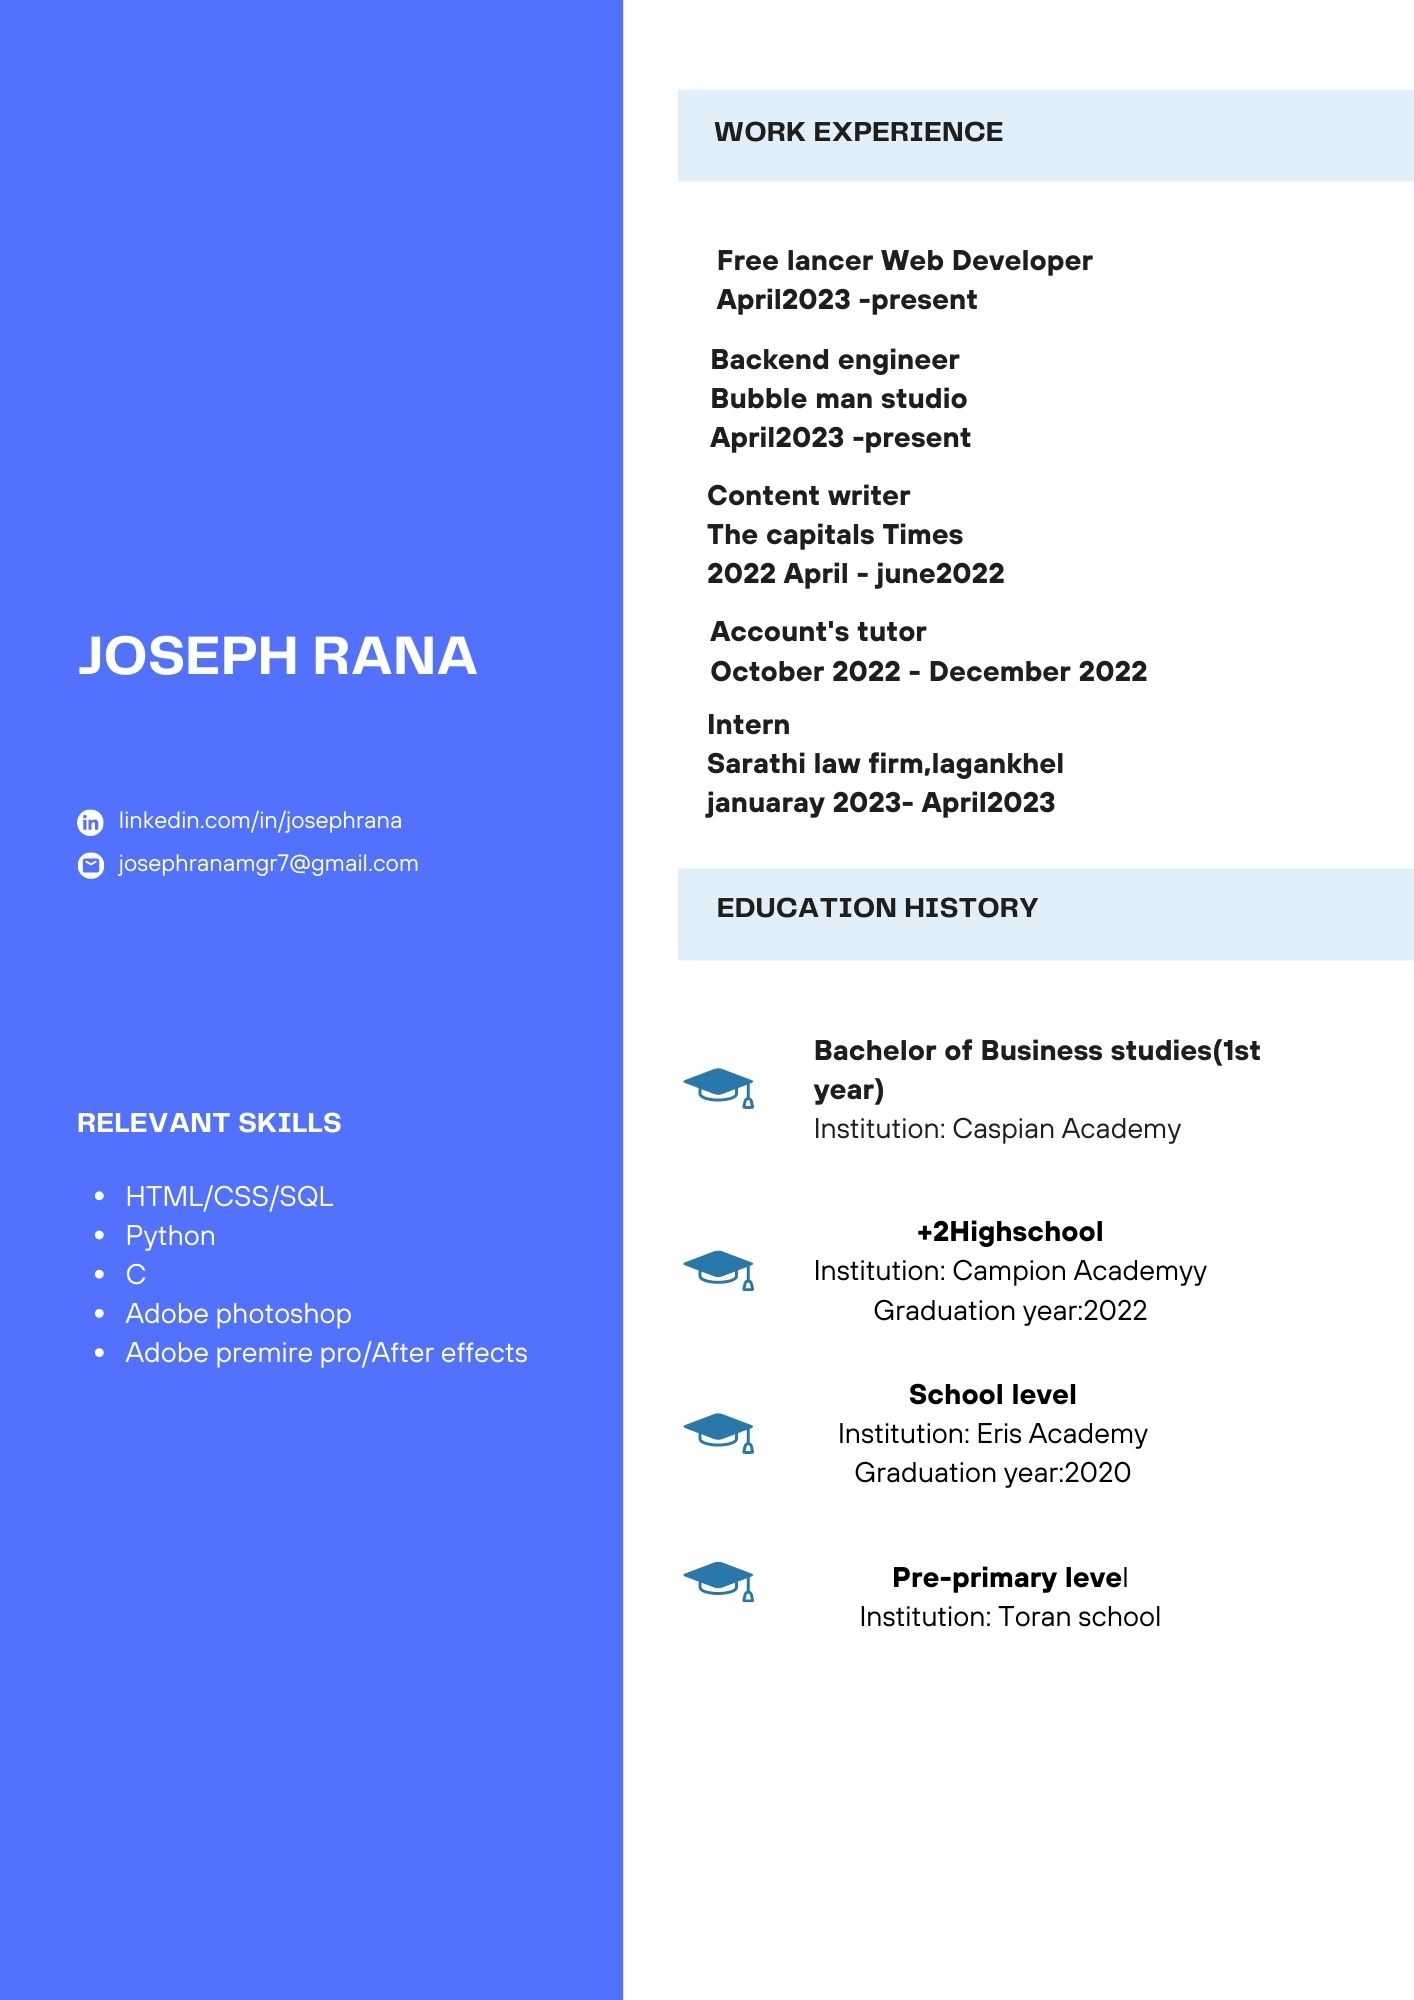 JOSEPH RANA
linkedin.com/in/josephrana
josephranamgr7@gmail.com
RELEVANT SKILLS
• HTML/CSS/SQL
• Python
• C
• Adobe photoshop
• Adobe premire pro/After effects
WORK EXPERIENCE
Free lancer Web Developer
April2023 -present
Backend engineer
Bubble man studio
April2023 -present
Content writer
The capitals Times
2022 April - june2022
Account's tutor
October 2022 - December 2022
Intern
Sarathi law firm,lagankhel
januaray 2023- April2023
EDUCATION HISTORY
Bachelor of Business studies(1st
year)
Institution: Caspian Academy
+2Highschool
Institution: Campion Academyy
Graduation year:2022
School level
Institution: Eris Academy
Graduation year:2020
Pre-primary level
Institution: Toran school